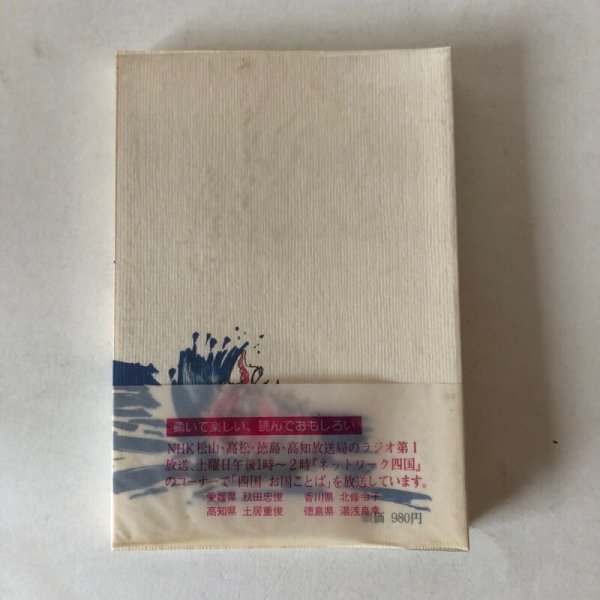 聴いて楽しい、読んでおもしろい
NHK松山・高松・徳島・高知放送局のラジオ第1
放送、土曜日午後1時〜2時『ネットワーク四国』
のコーナーで「四国 お国ことば」を放送しています。
愛媛県 秋田忠俊 香川県 北條令子
高知県 土居重俊 徳島県 湯浅良幸
定価 980円